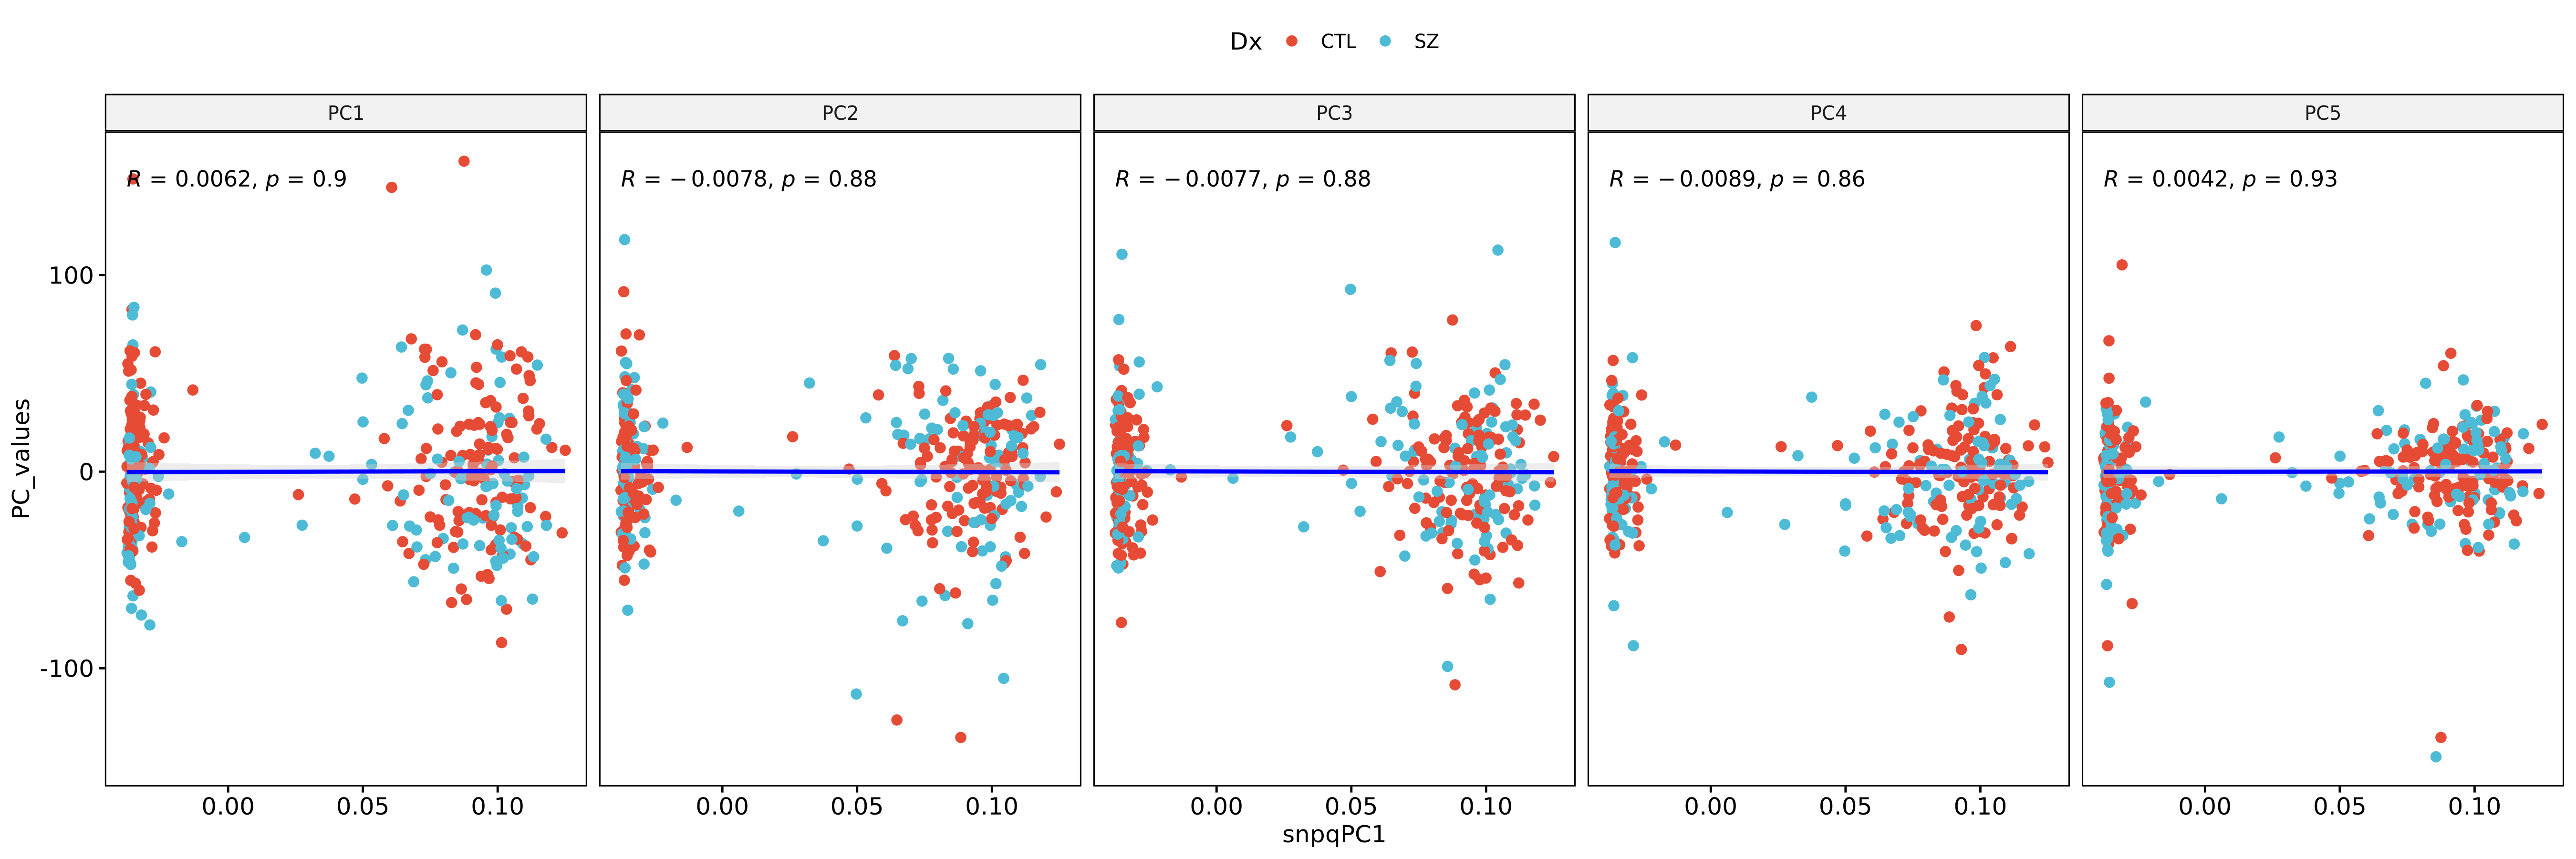 Dx CTL SZ
PC1 PC2 PC3 PC4 PC5
R = 0.0062, p = 0.9 R = −0.0078, p = 0.88 R = −0.0077, p = 0.88 R = −0.0089, p = 0.86 R = 0.0042, p = 0.93
PC_values
100
0
-100
0.00 0.05 0.10 0.00 0.05 0.10 0.00 0.05 0.10 0.00 0.05 0.10 0.00 0.05 0.10
snpqPC1